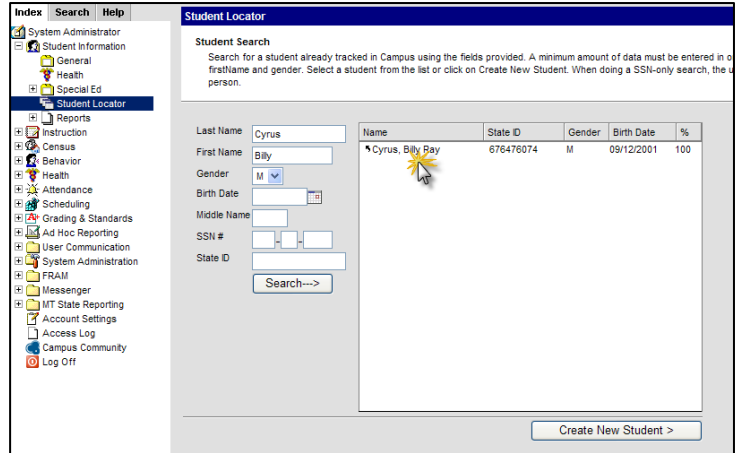 Index Search Help
System Administrator
Student Information
General
Health
Special Ed
Student Locator
Reports
Instruction
Census
Behavior
Health
Attendance
Scheduling
Grading & Standards
Ad Hoc Reporting
User Communication
System Administration
FRAM
Messenger
MT State Reporting
Account Settings
Access Log
Campus Community
Log Off
Student Locator
Student Search
Search for a student already tracked in Campus using the fields provided. A minimum amount of data must be entered in o
firstName and gender. Select a student from the list or click on Create New Student. When doing a SSN-only search, the u
person.
Last Name Cyrus
First Name Billy
Gender M
Birth Date
Middle Name
SSN # - -
State ID
Search--->
Name State ID Gender Birth Date %
Cyrus, Billy Ray 676476074 M 09/12/2001 100
Create New Student >